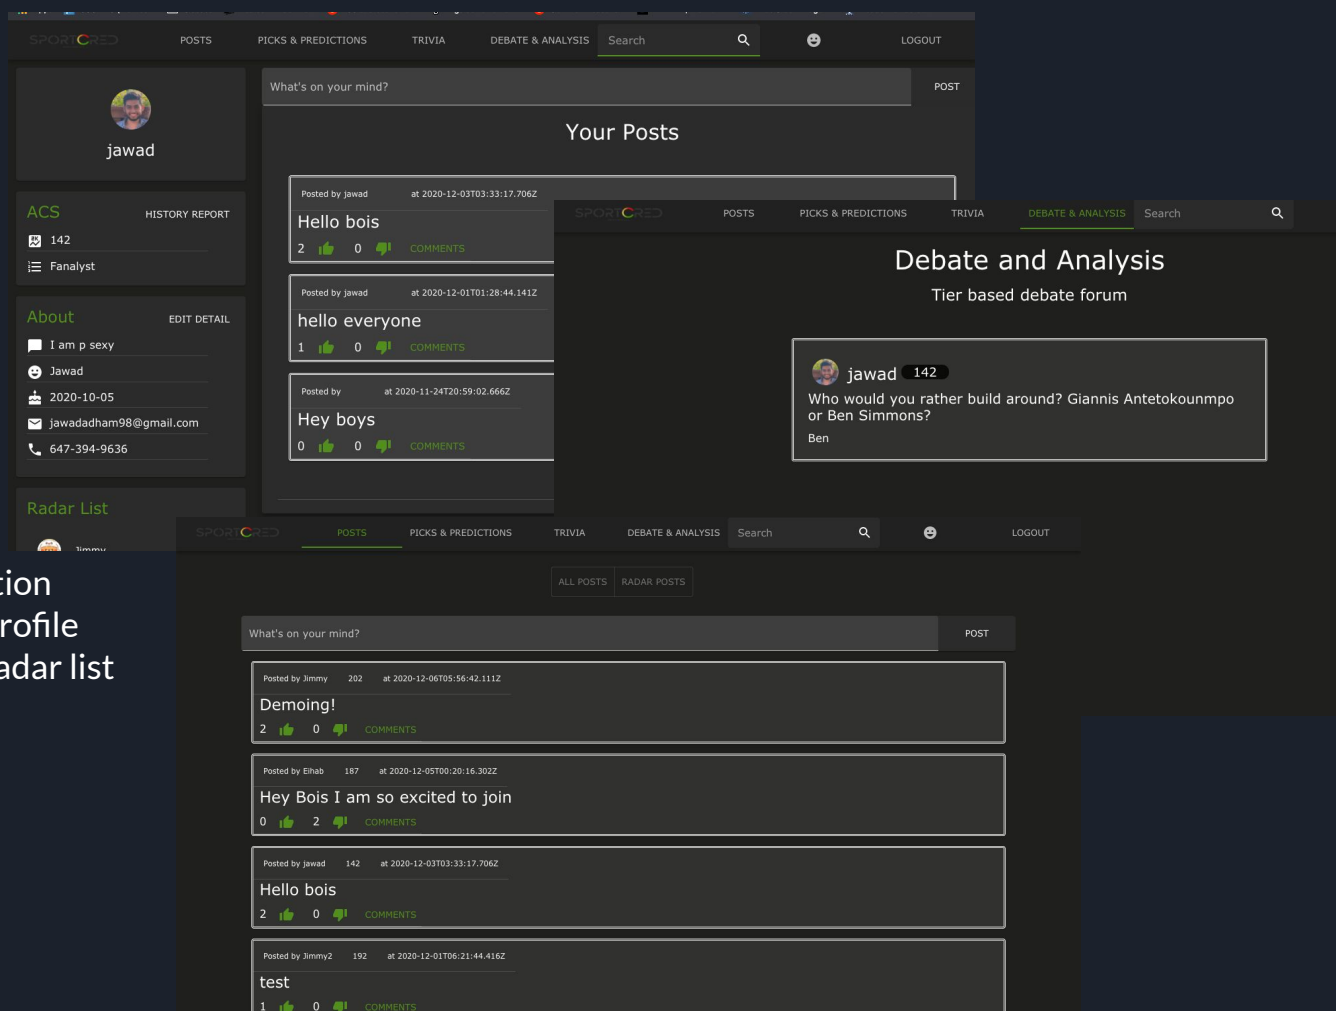 SPORTCRED POSTS PICKS & PREDICTIONS TRIVIA DEBATE & ANALYSIS Search LOGOUT
jawad
ACS HISTORY REPORT
142
Fanalyst
About EDIT DETAIL
I am p sexy
Jawad
2020-10-05
jawadadham98@gmail.com
647-394-9636
Radar List
Jimmy
What's on your mind? POST
Your Posts
Posted by jawad at 2020-12-03T03:33:17.706Z
Hello bois
2 0 COMMENTS
Posted by jawad at 2020-12-01T01:28:44.141Z
hello everyone
1 0 COMMENTS
Posted by at 2020-11-24T20:59:02.666Z
Hey boys
0 0 COMMENTS
SPORTCRED POSTS PICKS & PREDICTIONS TRIVIA DEBATE & ANALYSIS Search
Debate and Analysis
Tier based debate forum
jawad 142
Who would you rather build around? Giannis Antetokounmpo
or Ben Simmons?
Ben
tion
rofile
adar list
SPORTCRED POSTS PICKS & PREDICTIONS TRIVIA DEBATE & ANALYSIS Search LOGOUT
ALL POSTS RADAR POSTS
What's on your mind? POST
Posted by Jimmy 202 at 2020-12-06T05:56:42.111Z
Demoing!
2 0 COMMENTS
Posted by Eihab 187 at 2020-12-05T00:20:16.302Z
Hey Bois I am so excited to join
0 2 COMMENTS
Posted by jawad 142 at 2020-12-03T03:33:17.706Z
Hello bois
2 0 COMMENTS
Posted by Jimmy2 192 at 2020-12-01T06:21:44.416Z
test
1 0 COMMENTS